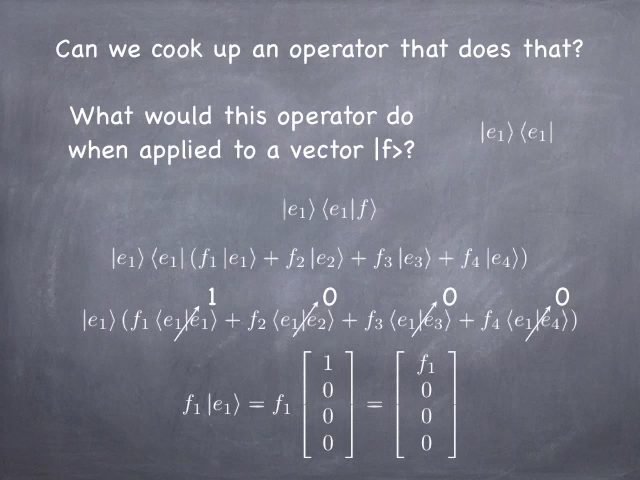 Can we cook up an operator that does that?
What would this operator do
when applied to a vector |f>?
|e₁⟩ ⟨e₁|
|e₁⟩ ⟨e₁|f⟩
|e₁⟩ ⟨e₁| (f₁ |e₁⟩ + f₂ |e₂⟩ + f₃ |e₃⟩ + f₄ |e₄⟩)
1 0 0 0
|e₁⟩ (f₁ ⟨e₁|e₁⟩ + f₂ ⟨e₁|e₂⟩ + f₃ ⟨e₁|e₃⟩ + f₄ ⟨e₁|e₄⟩)
f₁ |e₁⟩ = f₁ [1 0 0 0] = [f₁ 0 0 0]